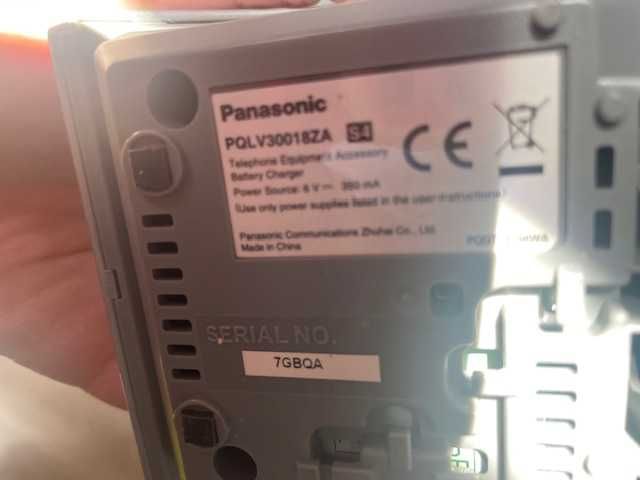 Panasonic
PQLV30018ZA S4
Telephone Equipment Accessory
Battery Charger
Power Source: 6 V 350 mA
(Use only power supplies listed in the user-instructions)
Panasonic Communications Zhuhai Co., Ltd.
Made in China
CE
SERIAL NO.
7GBQA